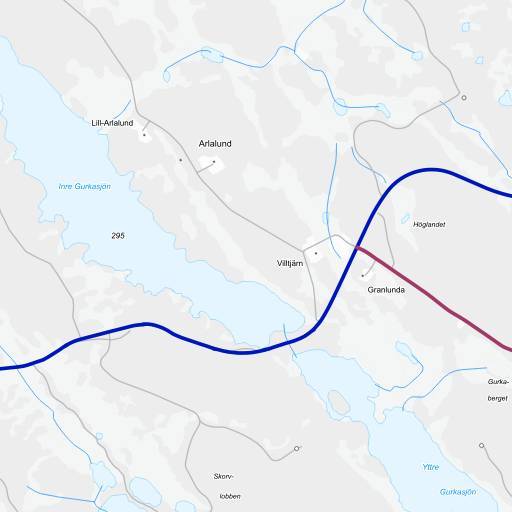 Lill-Arlalund
Arlalund
Inre Gurkasjön
Höglandet
295
Villtjärn
Granlunda
Gurka-
berget
Yttre
Gurkasjön
Skorv-
lobben